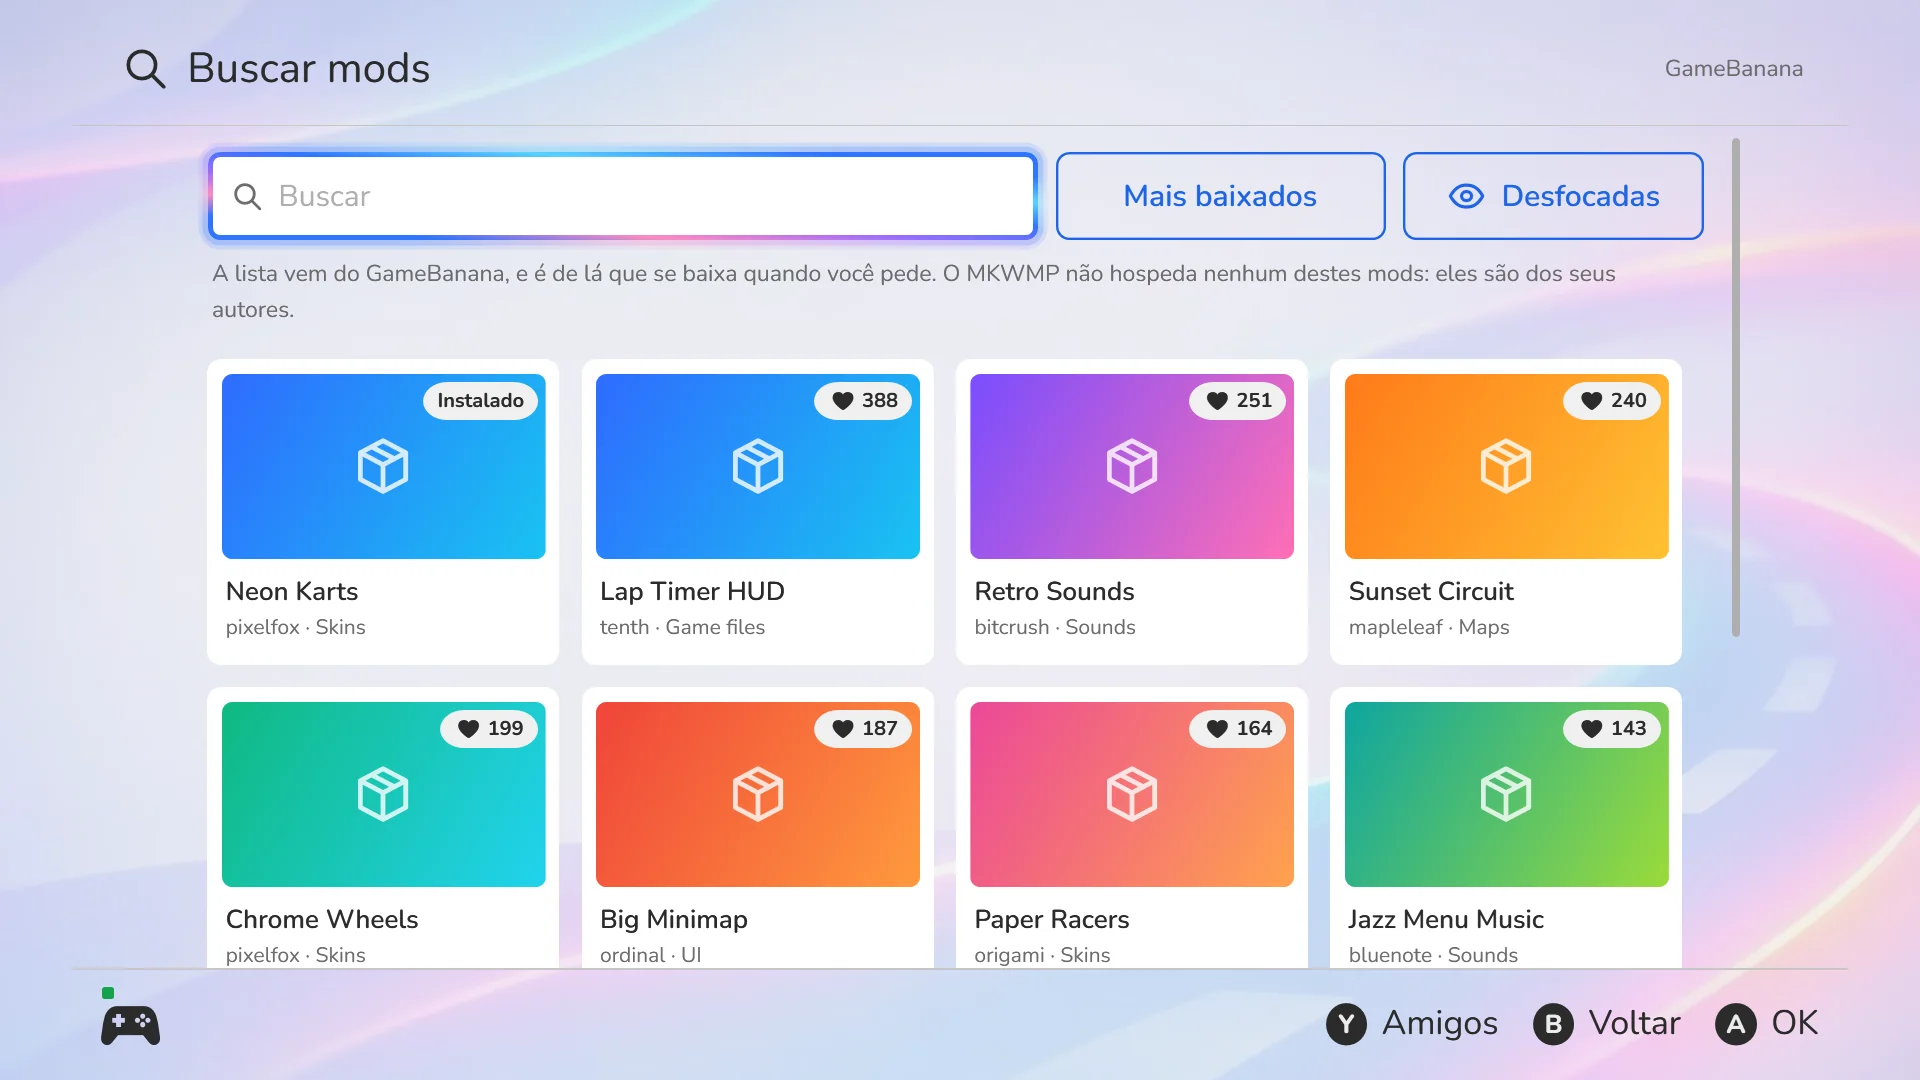 Buscar mods
GameBanana
Buscar
Mais baixados
Desfocadas
A lista vem do GameBanana, e é de lá que se baixa quando você pede. O MKWMP não hospeda nenhum destes mods: eles são dos seus
autores.
Instalado
388
251
240
Neon Karts
Lap Timer HUD
Retro Sounds
Sunset Circuit
pixelfox · Skins
tenth · Game files
bitcrush · Sounds
mapleleaf · Maps
199
187
164
143
Chrome Wheels
Big Minimap
Paper Racers
Jazz Menu Music
pixelfox · Skins
ordinal · UI
origami · Skins
bluenote · Sounds
Y Amigos
B Voltar
A OK